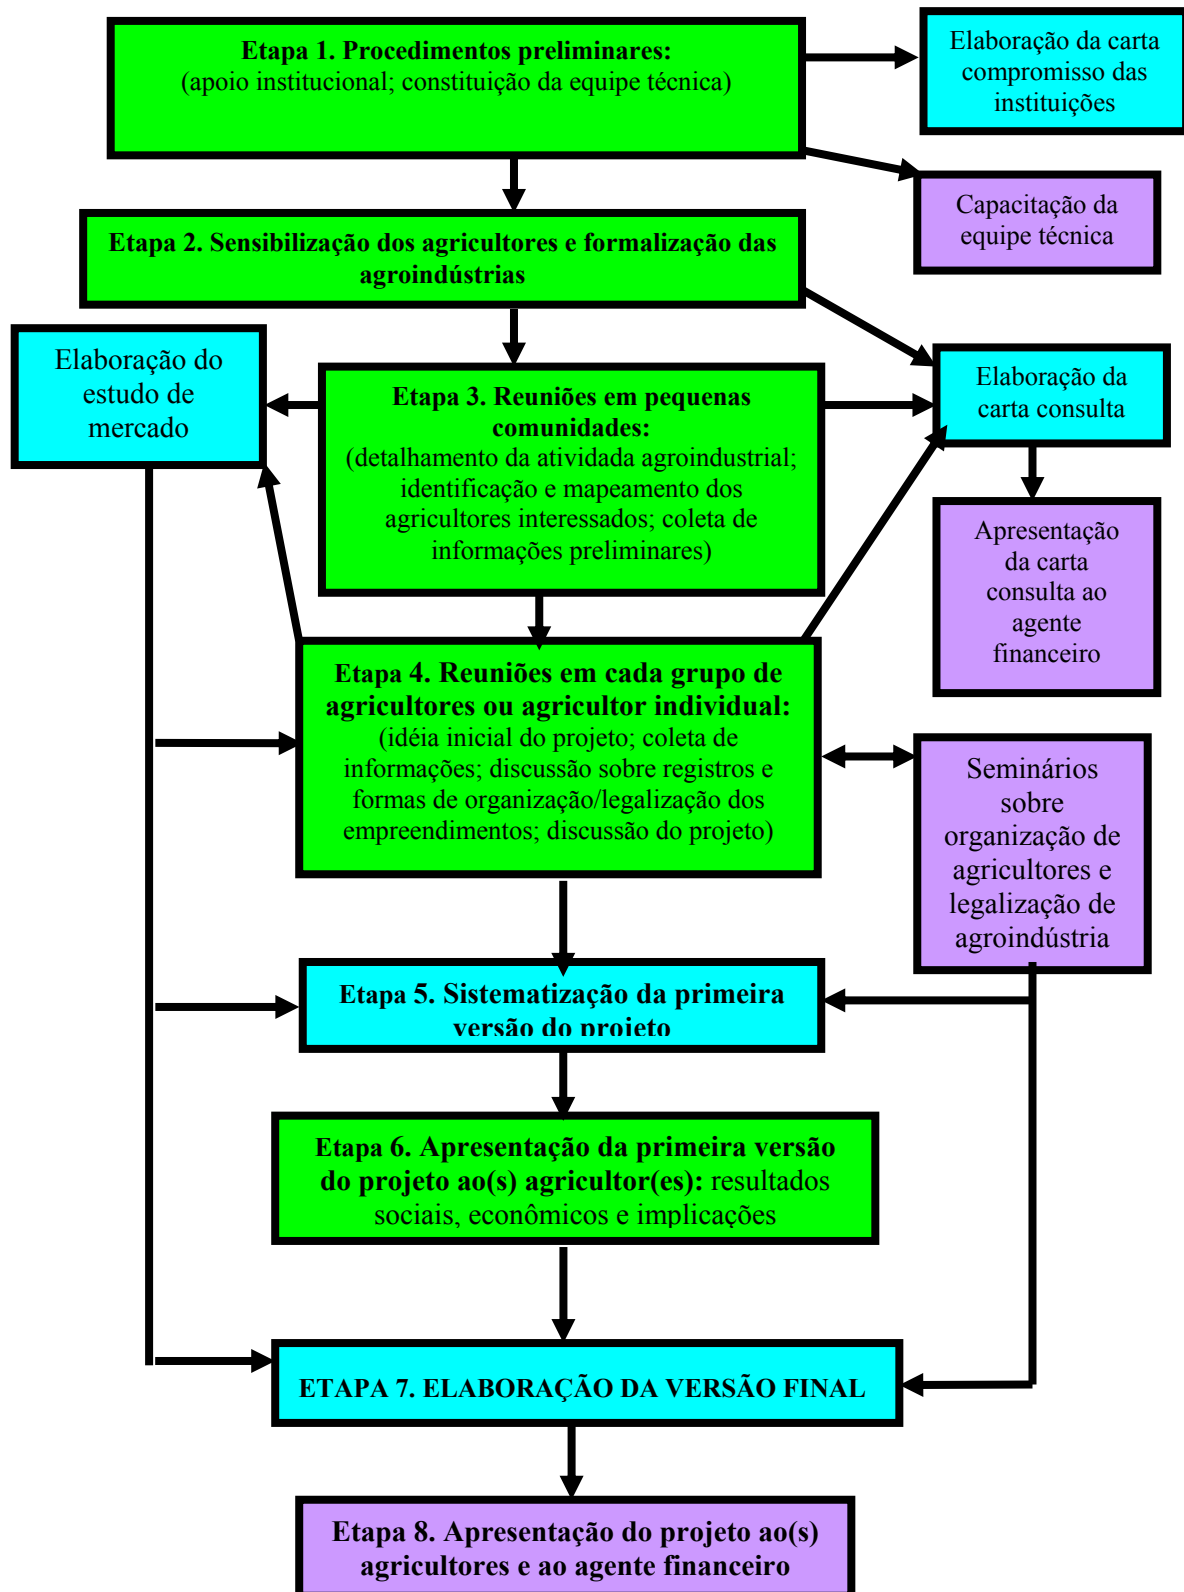 Etapa 1. Procedimentos preliminares:
(apoio institucional; constituição da equipe técnica)
Elaboração da carta
compromisso das
instituições
Capacitação da
equipe técnica
Etapa 2. Sensibilização dos agricultores e formalização das
agroindústrias
Elaboração do
estudo de
mercado
Etapa 3. Reuniões em pequenas
comunidades:
(detalhamento da atividada agroindustrial;
identificação e mapeamento dos
agricultores interessados; coleta de
informações preliminares)
Elaboração da
carta consulta
Apresentação
da carta
consulta ao
agente
financeiro
Etapa 4. Reuniões em cada grupo de
agricultores ou agricultor individual:
(idéia inicial do projeto; coleta de
informações; discussão sobre registros e
formas de organização/legalização dos
empreendimentos; discussão do projeto)
Seminários
sobre
organização de
agricultores e
legalização de
agroindústria
Etapa 5. Sistematização da primeira
versão do projeto
Etapa 6. Apresentação da primeira versão
do projeto ao(s) agricultor(es): resultados
sociais, econômicos e implicações
ETAPA 7. ELABORAÇÃO DA VERSÃO FINAL
Etapa 8. Apresentação do projeto ao(s)
agricultores e ao agente financeiro